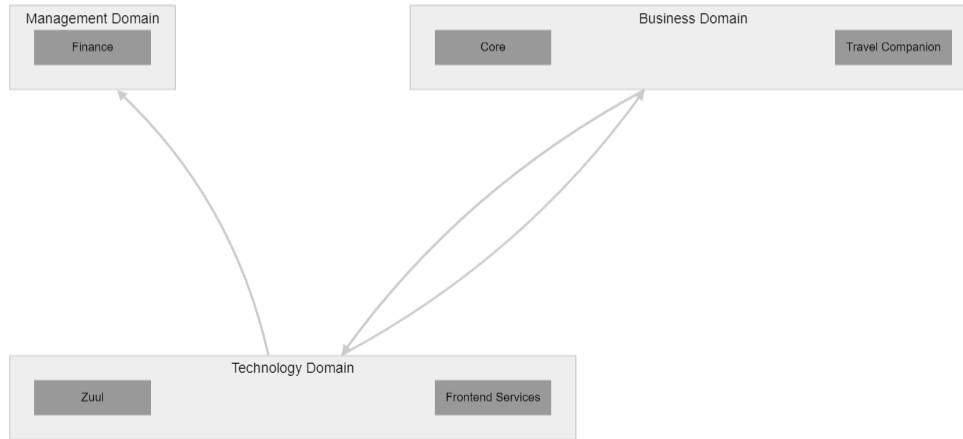 Management Domain
Finance
Business Domain
Core
Travel Companion
Technology Domain
Zuul
Frontend Services